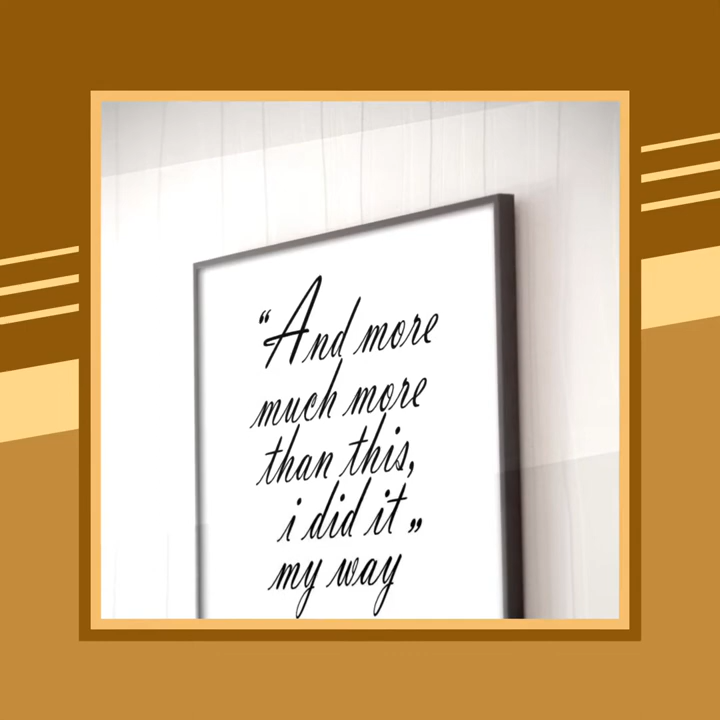 “And more
much more
than this,
i did it”
my way